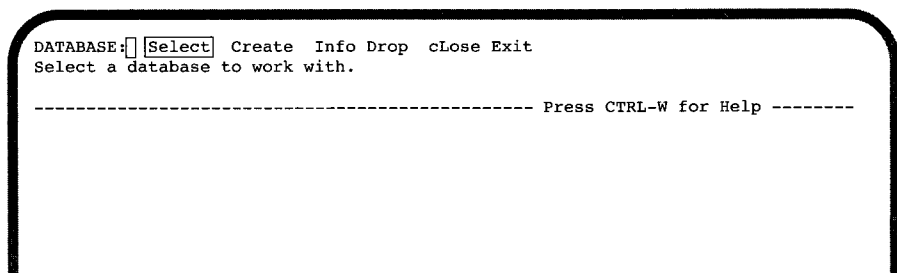 DATABASE: Select Create Info Drop cLose Exit
Select a database to work with.
------------------------------------------------ Press CTRL-W for Help --------